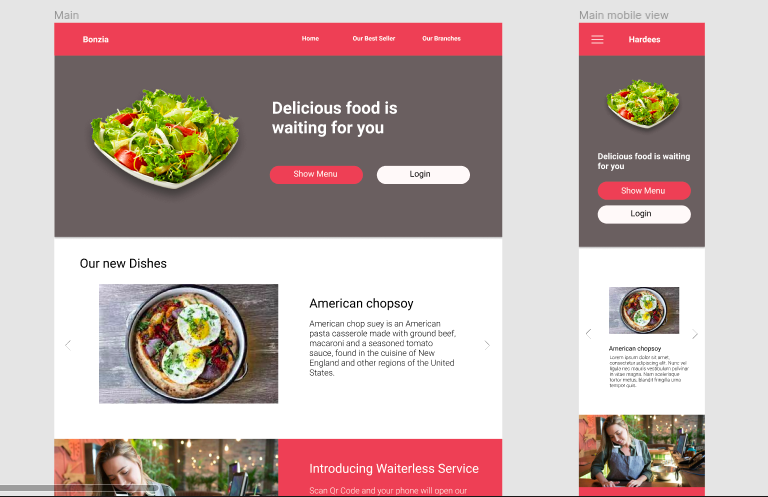 Main
Bonzia
Home
Our Best Seller
Our Branches
Delicious food is
waiting for you
Show Menu
Login
Our new Dishes
American chopsoy
American chop suey is an American
pasta casserole made with ground beef,
macaroni and a seasoned tomato
sauce, found in the cuisine of New
England and other regions of the United
States.
Introducing Waiterless Service
Scan Qr Code and your phone will open our
Main mobile view
Hardees
Delicious food is waiting
for you
Show Menu
Login
American chopsoy
Lorem ipsum dolor sit amet,
consectetur adipiscing elit. Nunc vel
ligula nec mauris vestibulum pulvinar
in vitae magna. Nam scelerisque
tortor metus, blandit fringilla urna
tempor quis.